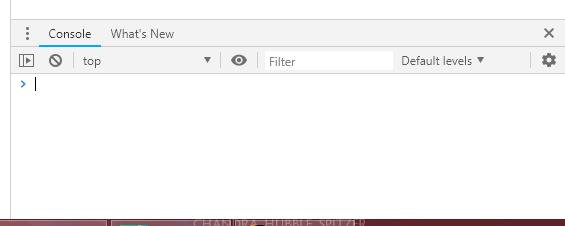 Console What's New
top Filter Default levels
CHANDRA HUBBLE SPITZER